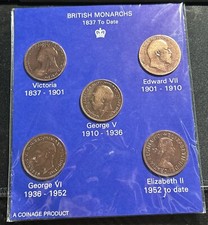 BRITISH MONARCHS
1837 To Date
Victoria
1837 - 1901
Edward VII
1901 - 1910
George V
1910 - 1936
George VI
1936 - 1952
Elizabeth II
1952 to date
A COINAGE PRODUCT